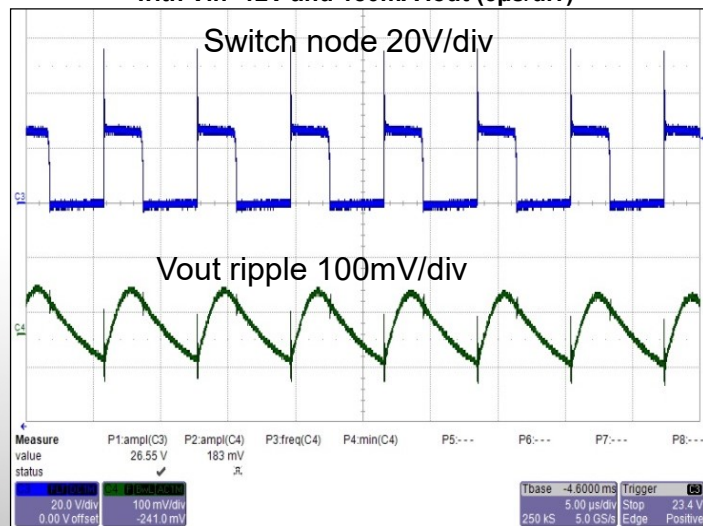 Switch node 20V/div
C3
Vout ripple 100mV/div
C4
Measure P1:ampl(C3) P2:ampl(C4) P3:freq(C4) P4:min(C4) P5:- - - P6:- - - P7:- - - P8:- - -
value 26.55 V 183 mV
status
20.0 V/div 100 mV/div Tbase -4.6000 ms Trigger C3
0.00 V offset -241.0 mV 5.00 µs/div Stop 23.4 V
250 kS 5.0 GS/s Edge Positive